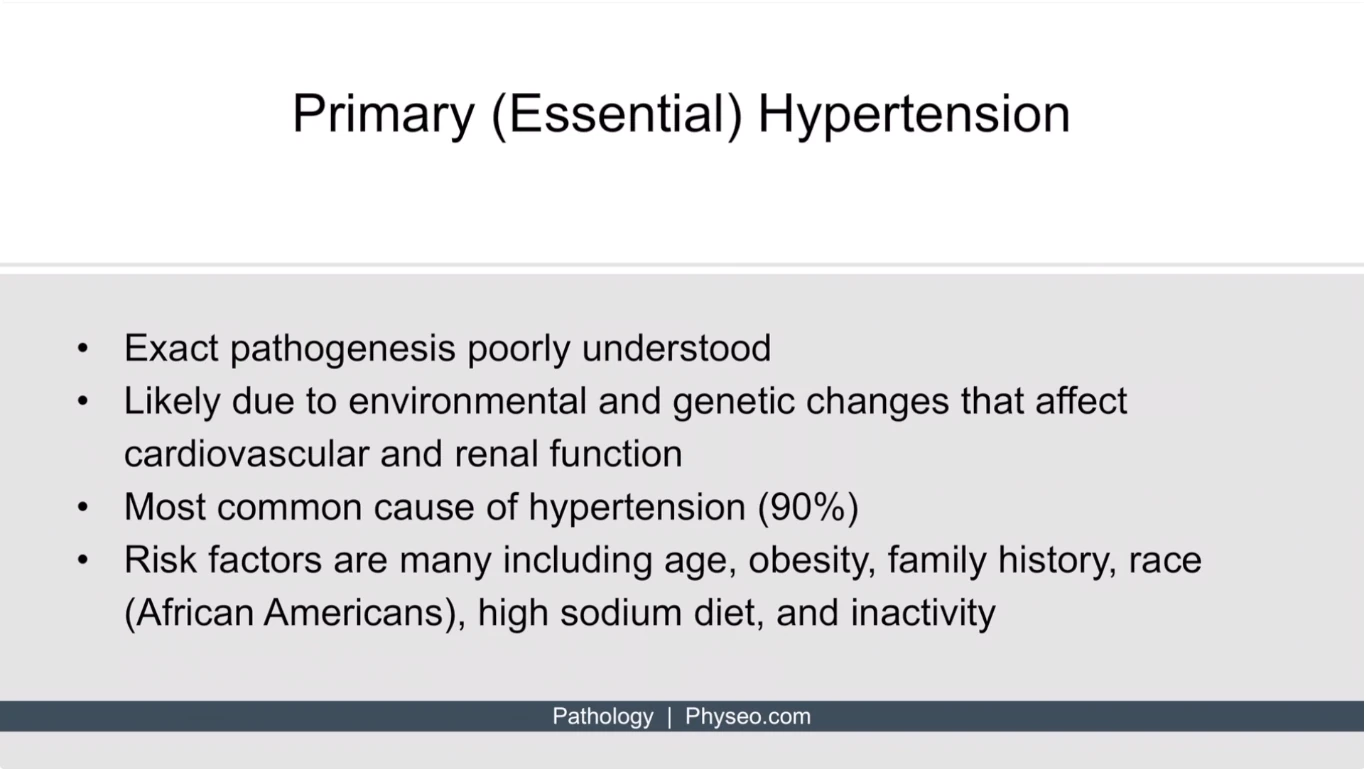 Primary (Essential) Hypertension
• Exact pathogenesis poorly understood
• Likely due to environmental and genetic changes that affect
cardiovascular and renal function
• Most common cause of hypertension (90%)
• Risk factors are many including age, obesity, family history, race
(African Americans), high sodium diet, and inactivity
Pathology | Physeo.com